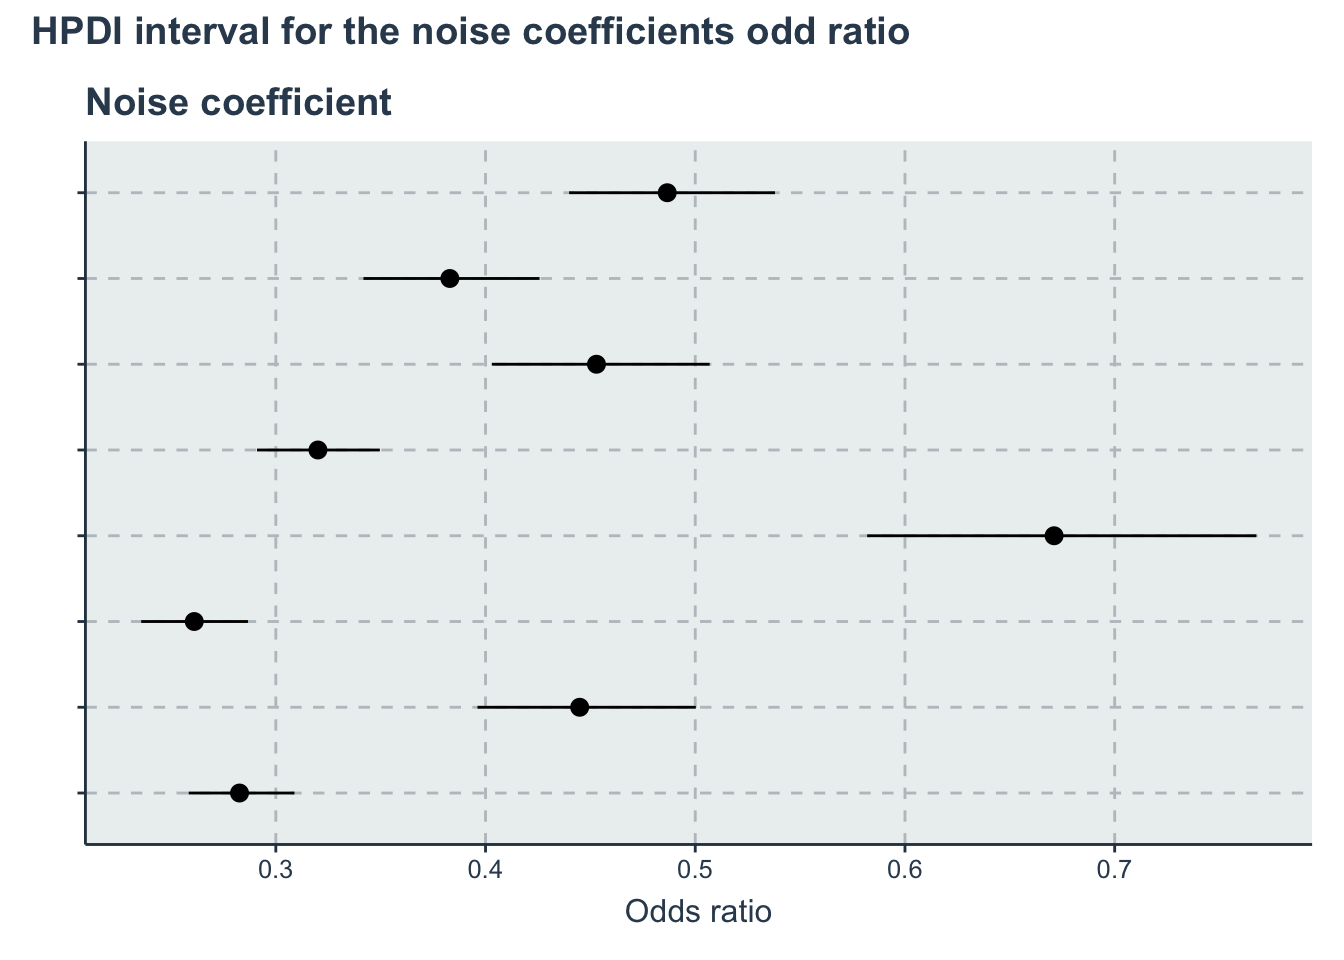 HPDI interval for the noise coefficients odd ratio
Noise coefficient
0.3 0.4 0.5 0.6 0.7
Odds ratio